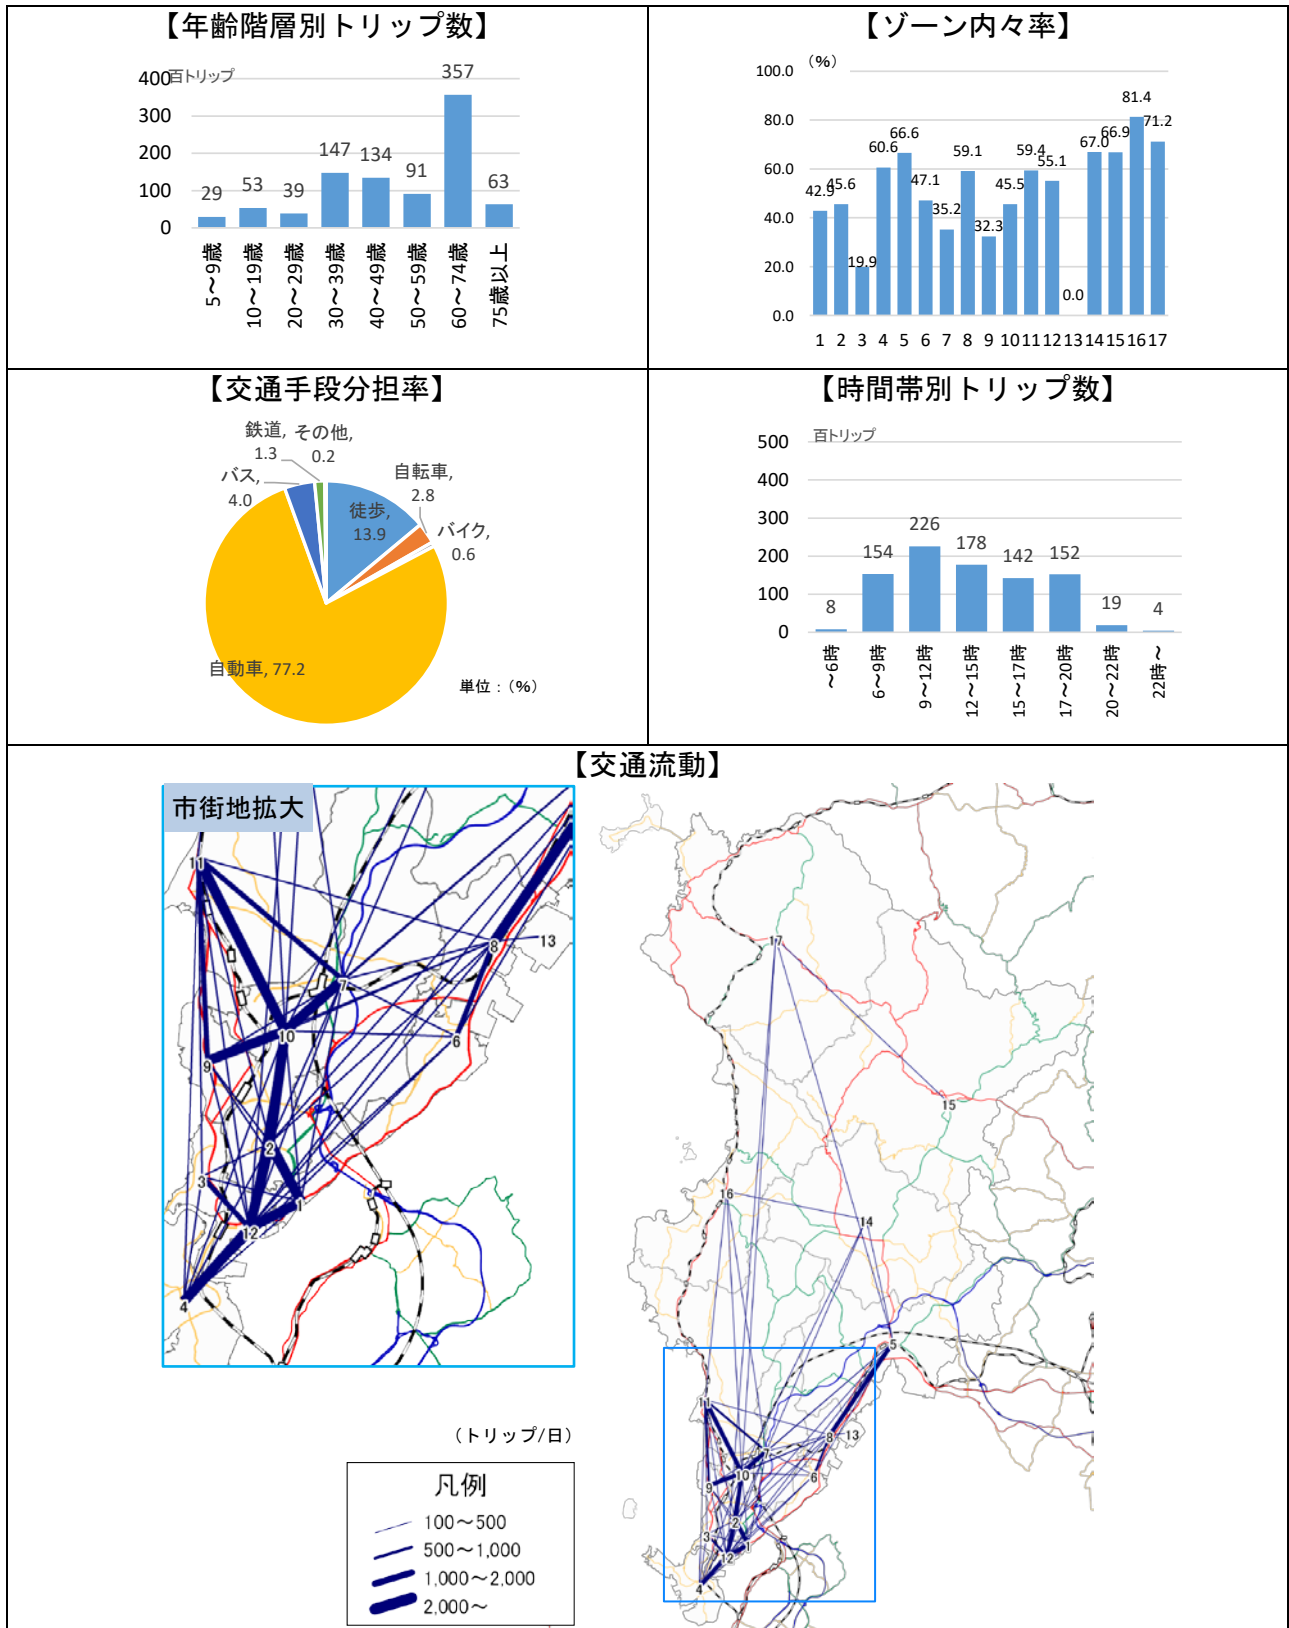 【年齢階層別トリップ数】
百トリップ
400
300
200
100
0
29
53
39
147
134
91
357
63
5～9歳
10～19歳
20～29歳
30～39歳
40～49歳
50～59歳
60～74歳
75歳以上
【ゾーン内々率】
(%)
100.0
80.0
60.0
40.0
20.0
0.0
42.9
45.6
19.9
60.6
66.6
47.1
35.2
59.1
32.3
45.5
59.4
55.1
0.0
67.0
66.9
81.4
71.2
1 2 3 4 5 6 7 8 9 10 11 12 13 14 15 16 17
【交通手段分担率】
鉄道,
1.3
その他,
0.2
バス,
4.0
自転車,
2.8
徒歩,
13.9
バイク,
0.6
自動車, 77.2
単位:(%)
【時間帯別トリップ数】
百トリップ
500
400
300
200
100
0
8
154
226
178
142
152
19
4
～6時
6～9時
9～12時
12～15時
15～17時
17～20時
20～22時
22時～
【交通流動】
市街地拡大
11
8
13
7
10
6
9
2
3
1
12
4
17
15
16
14
5
11
8
13
7
10
6
9
2
3
1
12
4
(トリップ/日)
凡例
100～500
500～1,000
1,000～2,000
2,000～